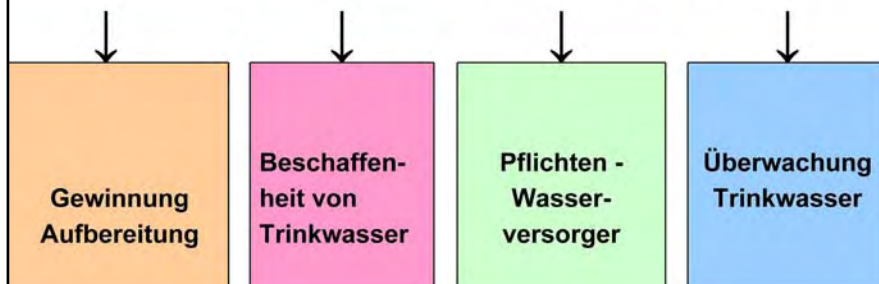 Gewinnung
Aufbereitung
Beschaffen-
heit von
Trinkwasser
Pflichten -
Wasser-
versorger
Überwachung
Trinkwasser